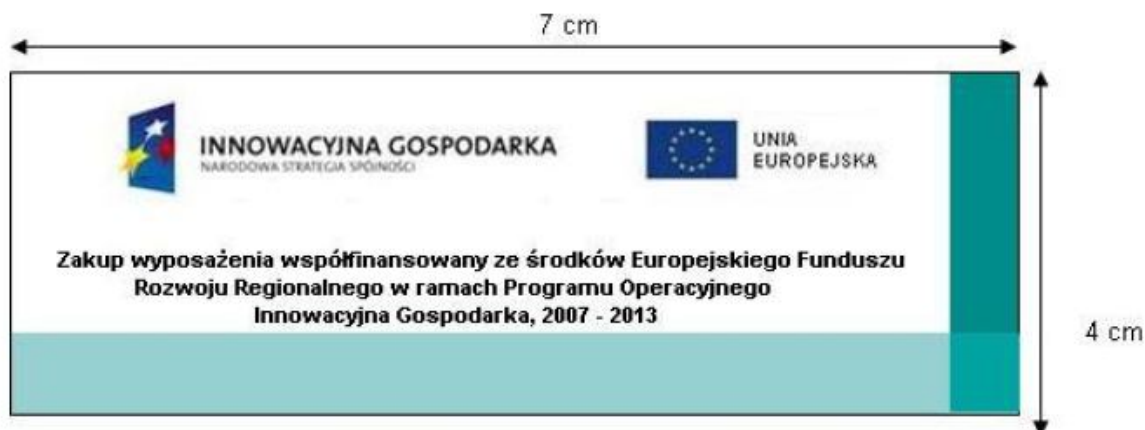 7 cm
INNOWACYJNA GOSPODARKA
NARODOWA STRATEGIA SPÓJNOŚCI
UNIA
EUROPEJSKA
Zakup wyposażenia współfinansowany ze środków Europejskiego Funduszu
Rozwoju Regionalnego w ramach Programu Operacyjnego
Innowacyjna Gospodarka, 2007 - 2013
4 cm